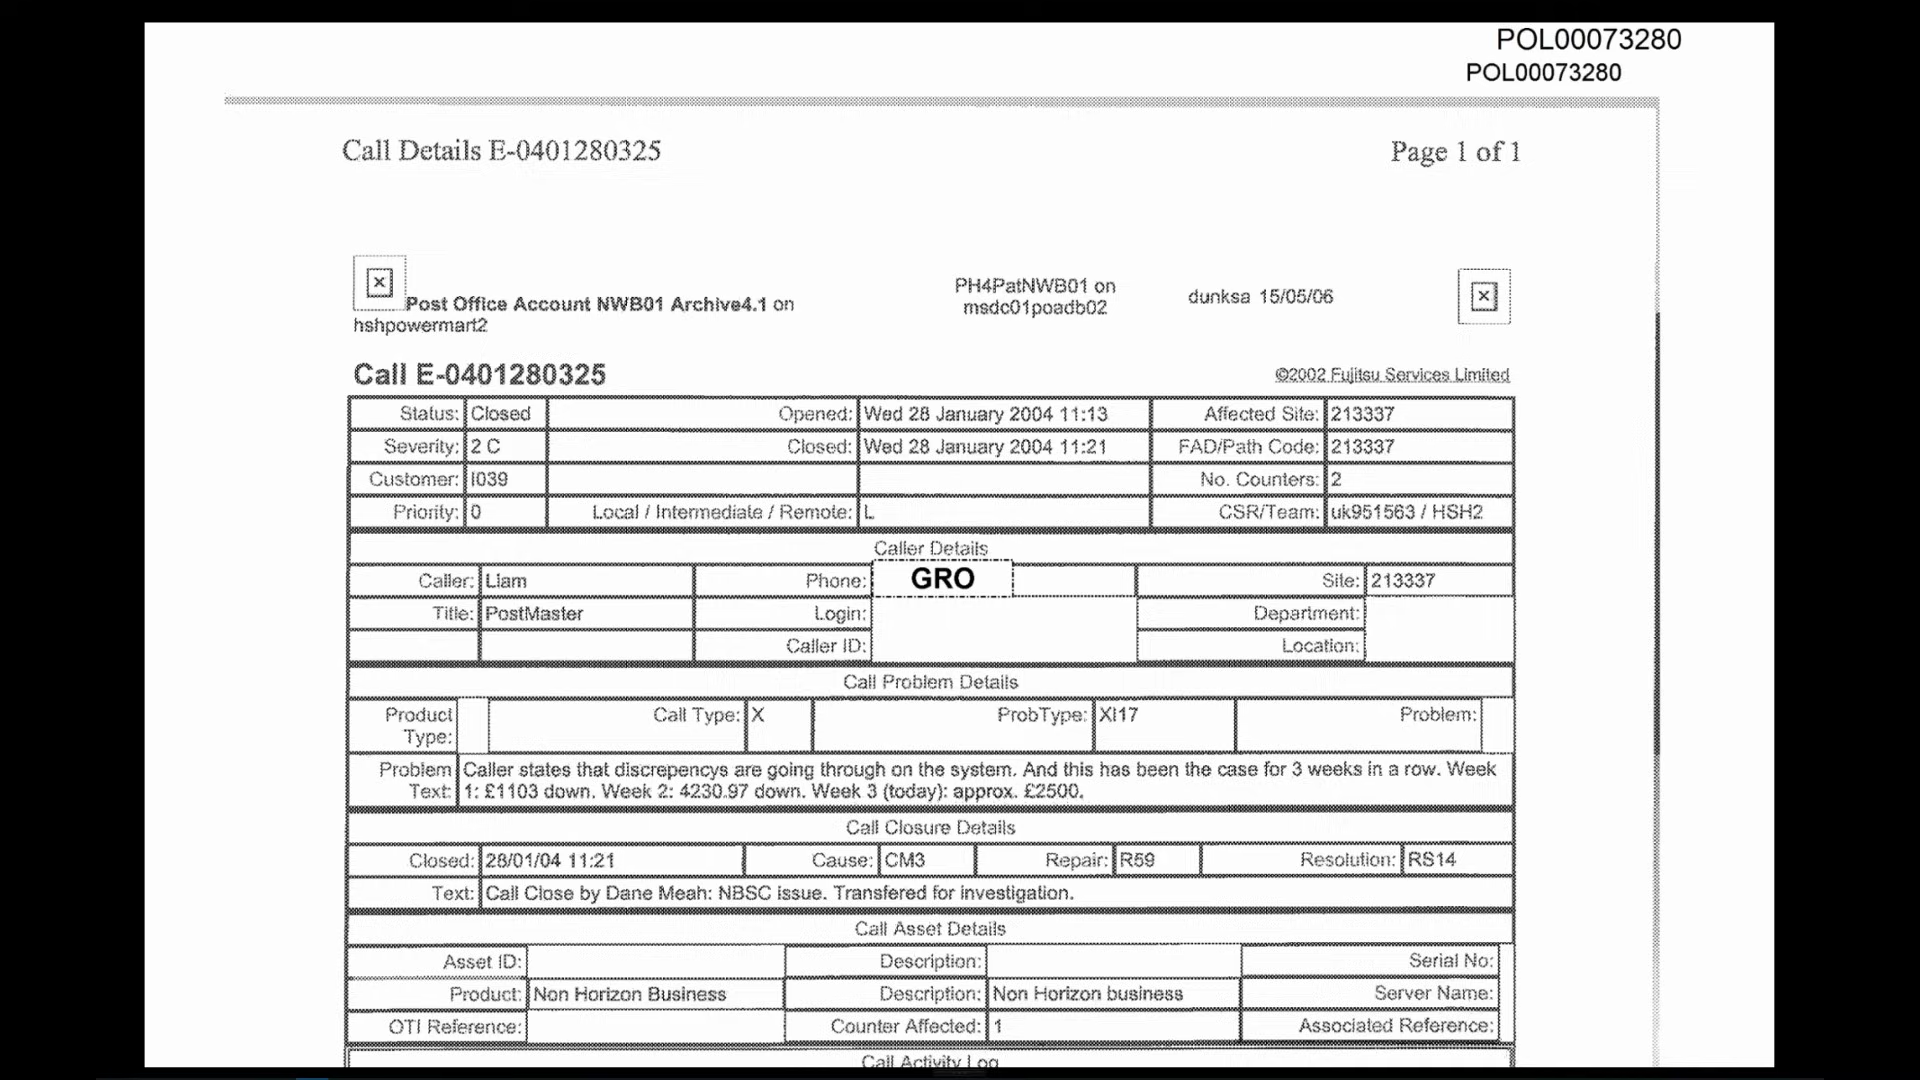 POL00073280
POL00073280
Call Details E-0401280325 Page 1 of 1
Post Office Account NWB01 Archive4.1 on
hshpowermart2
PH4PatNWB01 on
msdc01poadb02
dunksa 15/05/06
Call E-0401280325 ©2002 Fujitsu Services Limited
Status: Closed Opened: Wed 28 January 2004 11:13 Affected Site: 213337
Severity: 2 C Closed: Wed 28 January 2004 11:21 FAD/Path Code: 213337
Customer: I039 No. Counters: 2
Priority: 0 Local / Intermediate / Remote: L CSR/Team: uk951563 / HSH2
Caller Details
Caller: Liam Phone: GRO Site: 213337
Title: PostMaster Login: Department:
Caller ID: Location:
Call Problem Details
Product
Type:
Call Type: X ProbType: XI17 Problem:
Problem
Text:
Caller states that discrepencys are going through on the system. And this has been the case for 3 weeks in a row. Week
1: £1103 down. Week 2: 4230.97 down. Week 3 (today): approx. £2500.
Call Closure Details
Closed: 28/01/04 11:21 Cause: CM3 Repair: R59 Resolution: RS14
Text: Call Close by Dane Meah: NBSC issue. Transfered for investigation.
Call Asset Details
Asset ID: Description: Serial No:
Product: Non Horizon Business Description: Non Horizon business Server Name:
OTI Reference: Counter Affected: 1 Associated Reference:
Call Activity Log